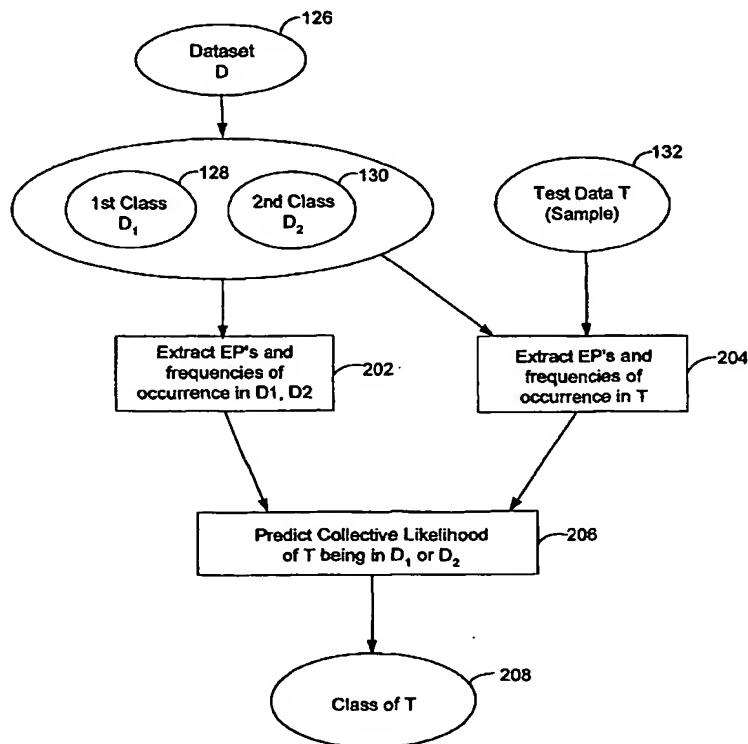 126
Dataset
D
128
130
132
1st Class
D₁
2nd Class
D₂
Test Data T
(Sample)
Extract EP's and
frequencies of
occurrence in D1, D2
202
Extract EP's and
frequencies of
occurrence in T
204
Predict Collective Likelihood
of T being in D₁ or D₂
206
Class of T
208